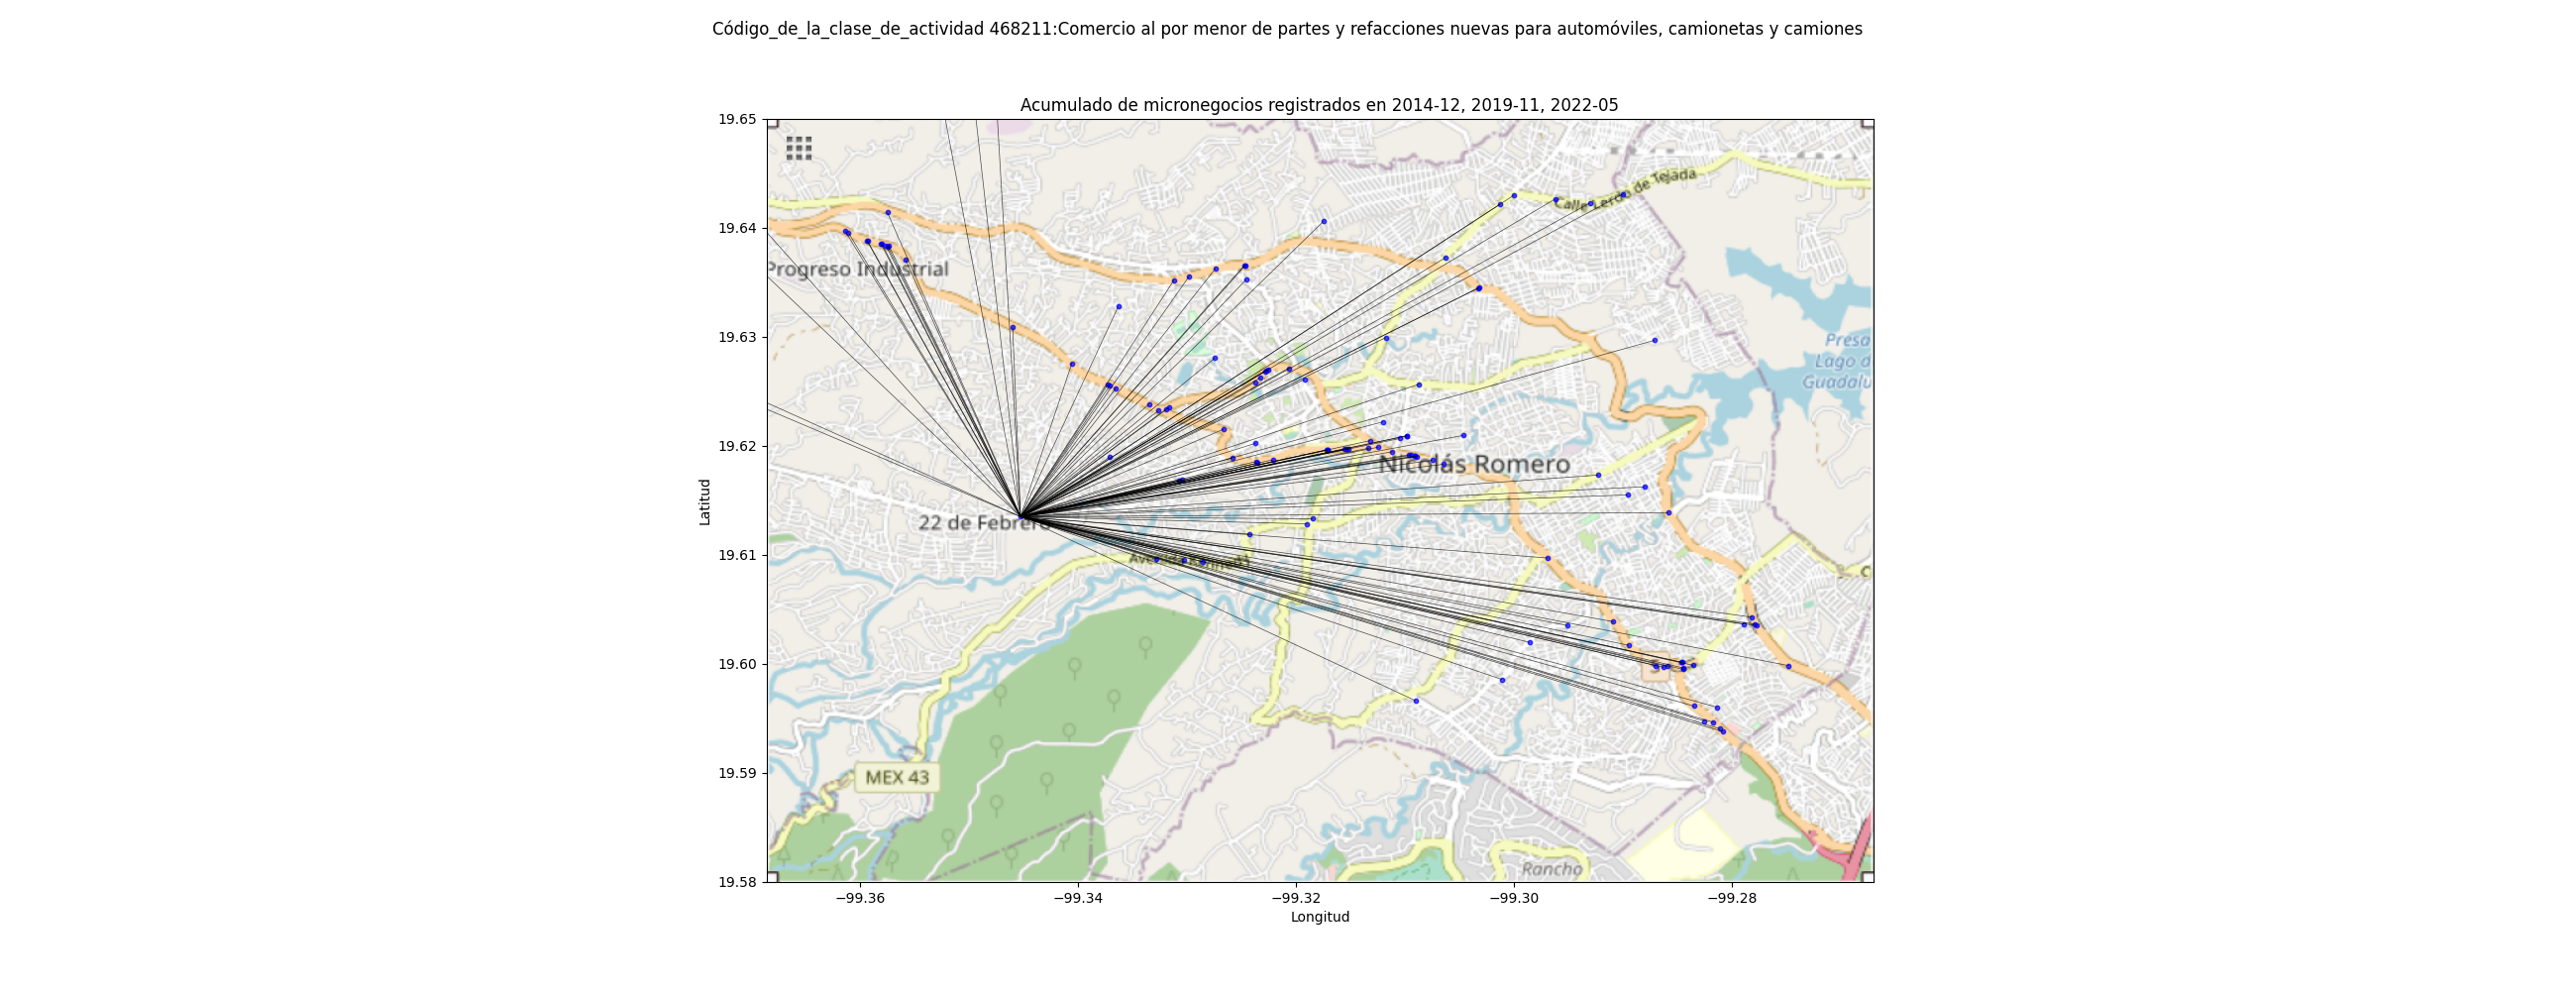 Código_de_la_clase_de_actividad 468211:Comercio al por menor de partes y refacciones nuevas para automóviles, camionetas y camiones
Acumulado de micronegocios registrados en 2014-12, 2019-11, 2022-05
19.65
19.64
19.63
19.62
19.61
19.60
19.59
19.58
Latitud
Calle Lerdo de Tejada
Progreso Industrial
Presa
Lago d
Guadalu
Nicolás Romero
22 de Febrero
MEX 43
Rancho
−99.36
−99.34
−99.32
−99.30
−99.28
Longitud